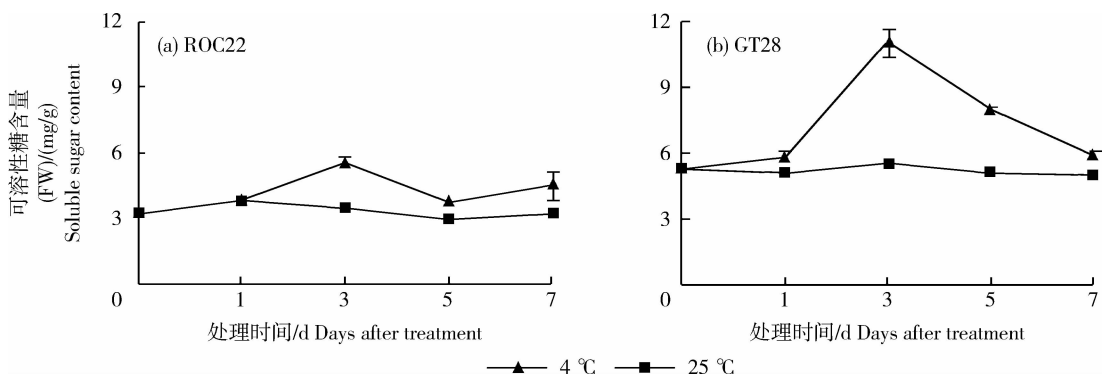 可溶性糖含量
(FW)/(mg/g)
Soluble sugar content
12
9
6
3
0
(a) ROC22
1
3
5
7
处理时间/d Days after treatment
12
9
6
3
0
(b) GT28
1
3
5
7
处理时间/d Days after treatment
4 ℃
25 ℃